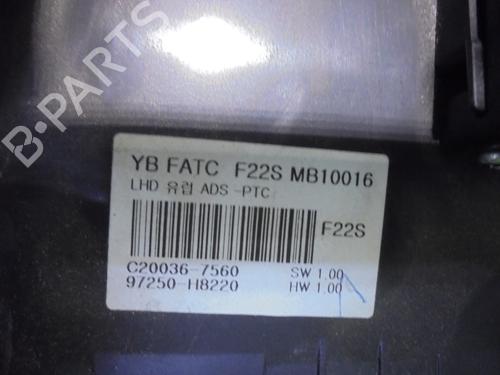 B-PARTS
YB FATC F22S MB10016
LHD 유럽 ADS -PTC
F22S
C20036-7560 SW 1.00
97250-H8220 HW 1.00